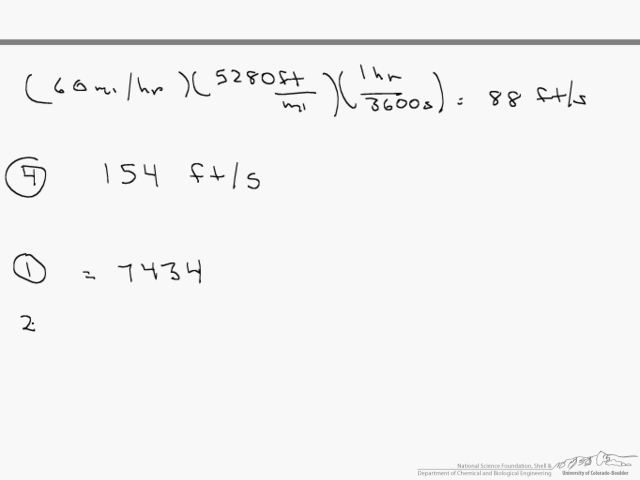 (60 mi/hr)(5280 ft/mi)(1 hr/3600 s) = 88 ft/s
④ 154 ft/s
① = 7434
2.
National Science Foundation, Shell &
Department of Chemical and Biological Engineering
University of Colorado-Boulder